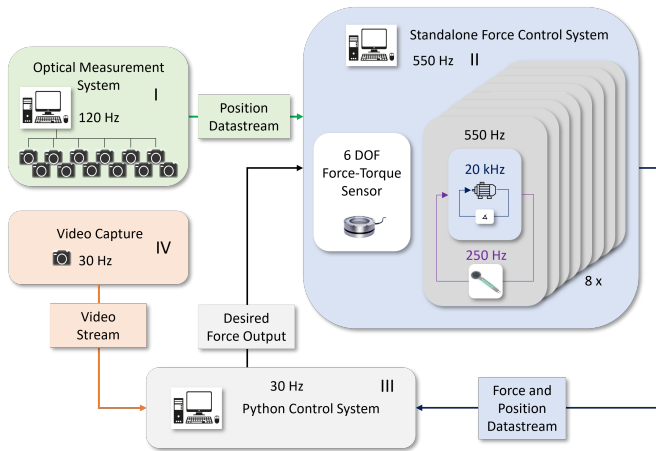 Optical Measurement
System
I
120 Hz
Position
Datastream
Standalone Force Control System
550 Hz
II
6 DOF
Force-Torque
Sensor
550 Hz
20 kHz
250 Hz
8 x
Video Capture
IV
30 Hz
Video
Stream
Desired
Force Output
30 Hz
III
Python Control System
Force and
Position
Datastream